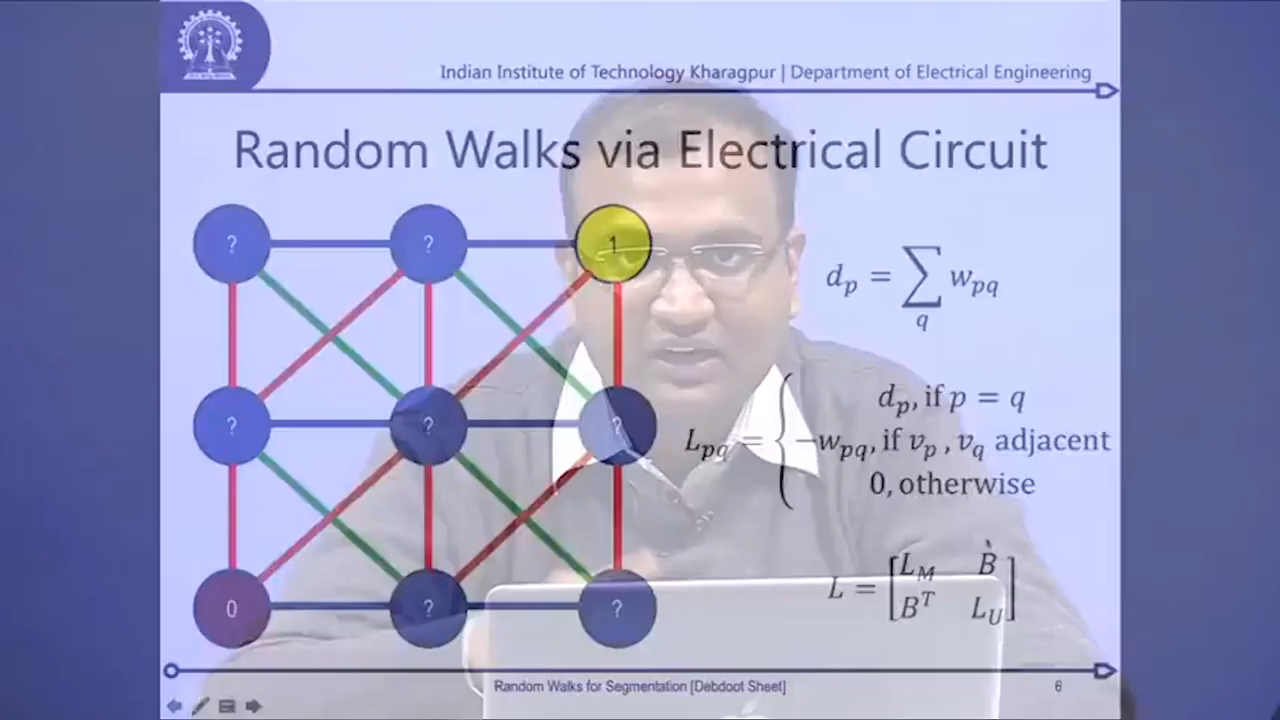 Indian Institute of Technology Kharagpur | Department of Electrical Engineering
Random Walks via Electrical Circuit
? ? 1
? ? ?
0 ? ?
d_p = ∑_q w_pq
L_pq = { d_p, if p = q
−w_pq, if v_p , v_q adjacent
0, otherwise
L = [ L_M B
B^T L_U ]
Random Walks for Segmentation [Debdoot Sheet] 6